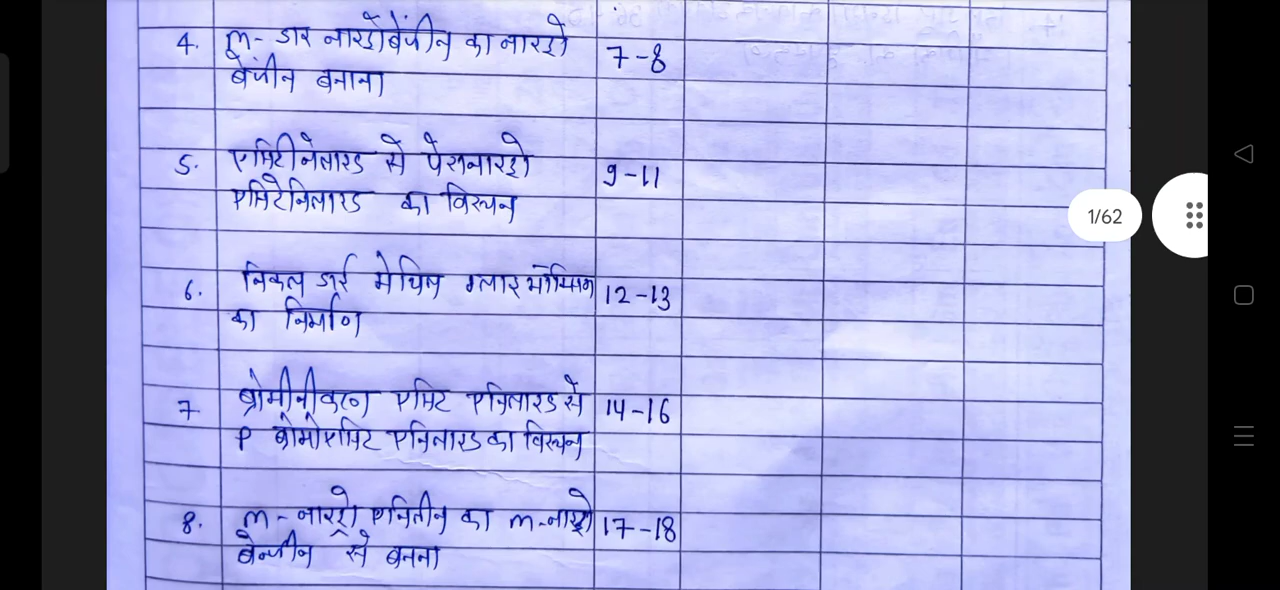 4. m- डाइ नाइट्रोबेंजीन का नाइट्रो 7-8
बेंजीन बनाना
5. एसिटीनेलाइड से पेरानाइट्रो 9-11
एसिटेनिलाइड का विरचन
6. निकल डाई मेथिल ग्लाइऑक्सिम 12-13
का निर्माण
7 ब्रोमीनीकरण एसिट एनिलाइड से 14-16
P ब्रोमोएसिट एनिलाइड का विरचन
8. m-नाइट्रो एनिलीन का m-नाइट्रो 17-18
बेन्जीन से बनना
1/62